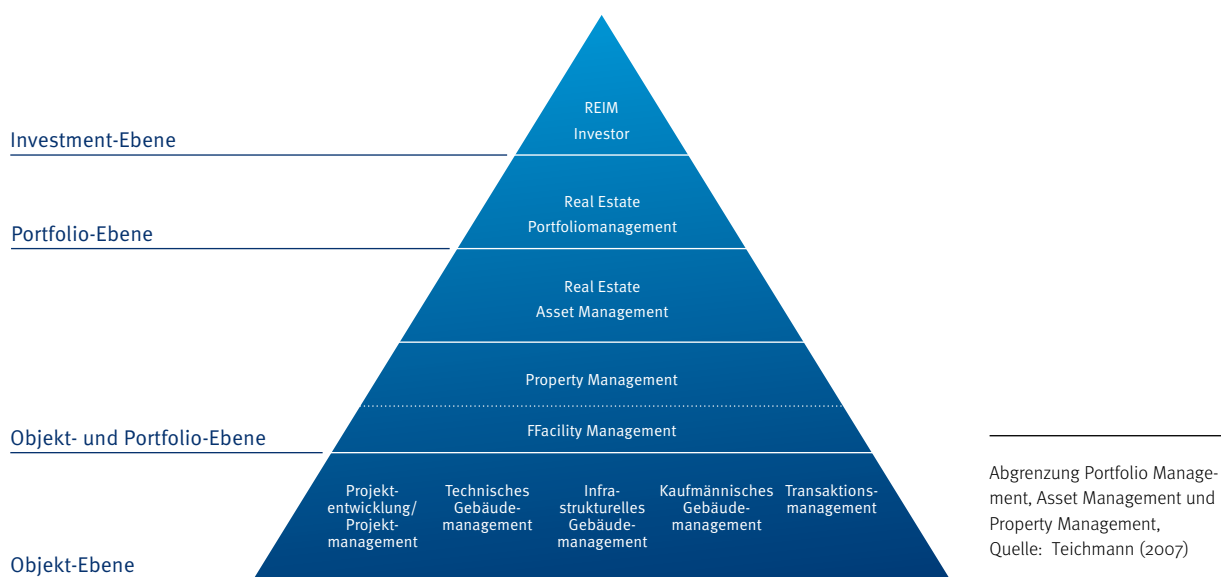 REIM
Investor
Investment-Ebene
Real Estate
Portfoliomanagement
Portfolio-Ebene
Real Estate
Asset Management
Property Management
FFacility Management
Objekt- und Portfolio-Ebene
Projekt-
entwicklung/
Projekt-
management
Technisches
Gebäude-
management
Infra-
strukturelles
Gebäude-
management
Kaufmännisches
Gebäude-
management
Transaktions-
management
Objekt-Ebene
Abgrenzung Portfolio Manage-
ment, Asset Management und
Property Management,
Quelle: Teichmann (2007)